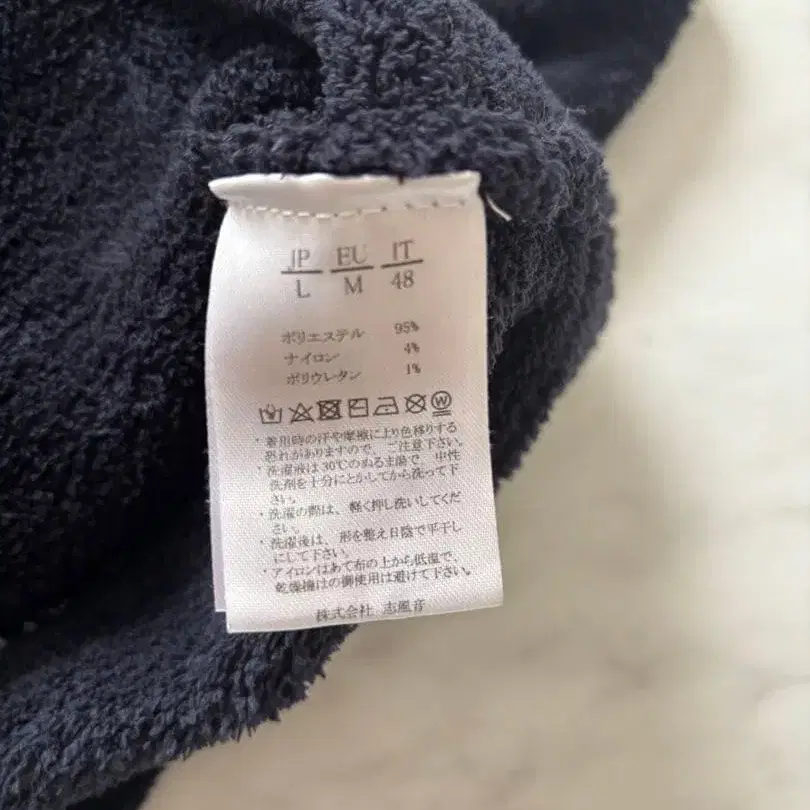 JP EU IT
L M 48
ポリエステル 95%
ナイロン 4%
ポリウレタン 1%
・着用時の汗や摩擦により色移りする
恐れがありますので、ご注意下さい。
・洗濯液は30℃のぬるま湯で、中性
洗剤を十分にとかしてから洗って下
さい。
・洗濯の際は、軽く押し洗いしてくだ
さい。
・洗濯後は、形を整え日陰で平干し
にして下さい。
・アイロンはあて布の上から低温で、
乾燥機はの御使用は避けて下さい。
株式会社 志風音